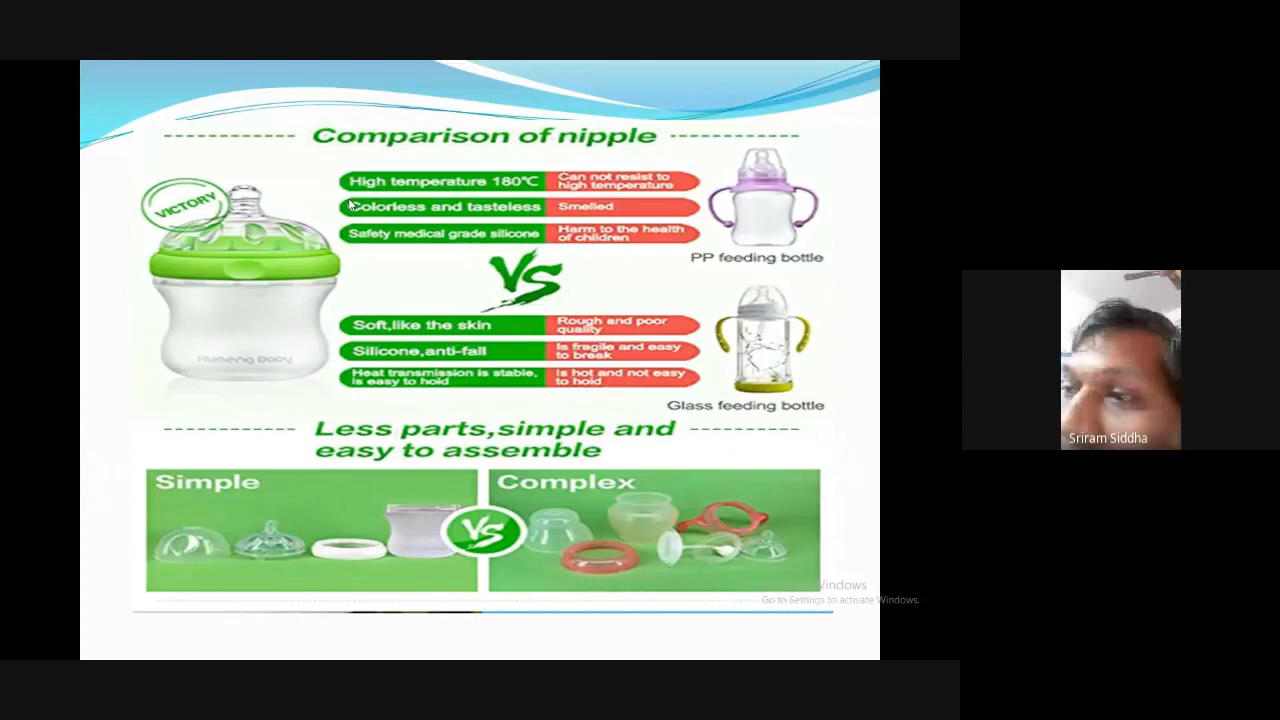 Comparison of nipple
VICTORY
High temperature 180℃
Can not resist to
high temperature
Colorless and tasteless
Smelled
Safety medical grade silicone
Harm to the health
of children
PP feeding bottle
VS
Soft,like the skin
Rough and poor
quality
Silicone,anti-fall
Is fragile and easy
to break
Heat transmission is stable,
is easy to hold
Is hot and not easy
to hold
Glass feeding bottle
Less parts,simple and
easy to assemble
Simple
VS
Complex
Windows
Go to Settings to activate Windows.
Sriram Siddha